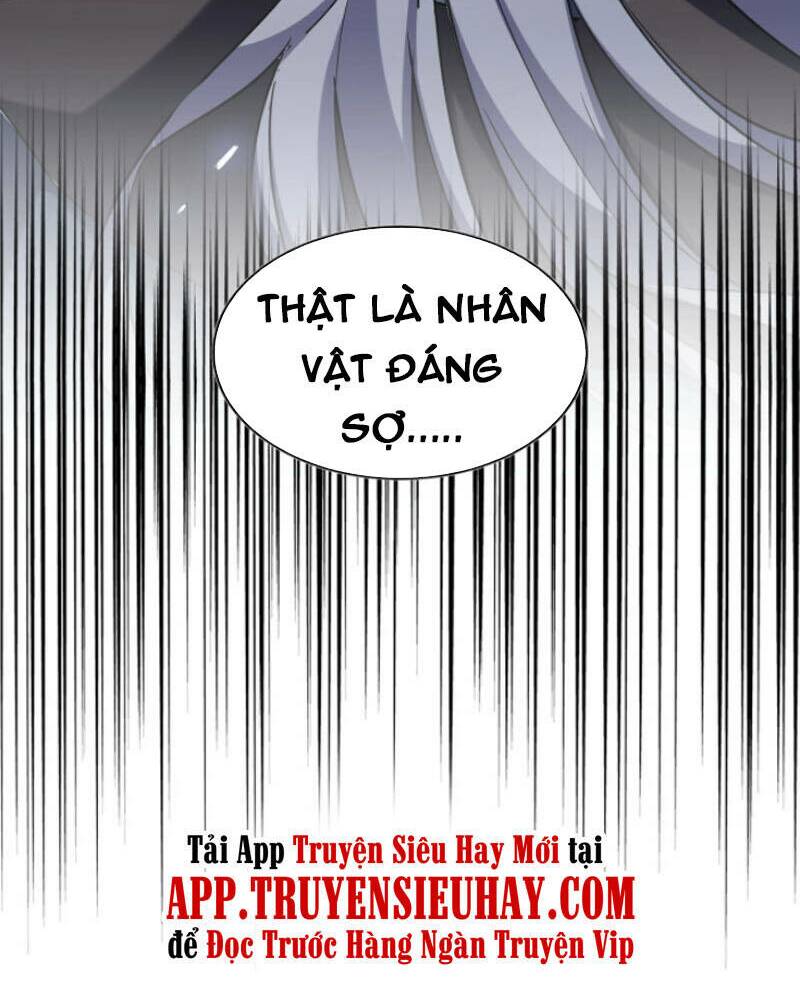 THẬT LÀ NHÂN
VẬT ĐÁNG
SỢ.....
Tải App Truyện Siêu Hay Mới tại
APP.TRUYENSIEUHAY.COM
để Đọc Trước Hàng Ngàn Truyện Vip